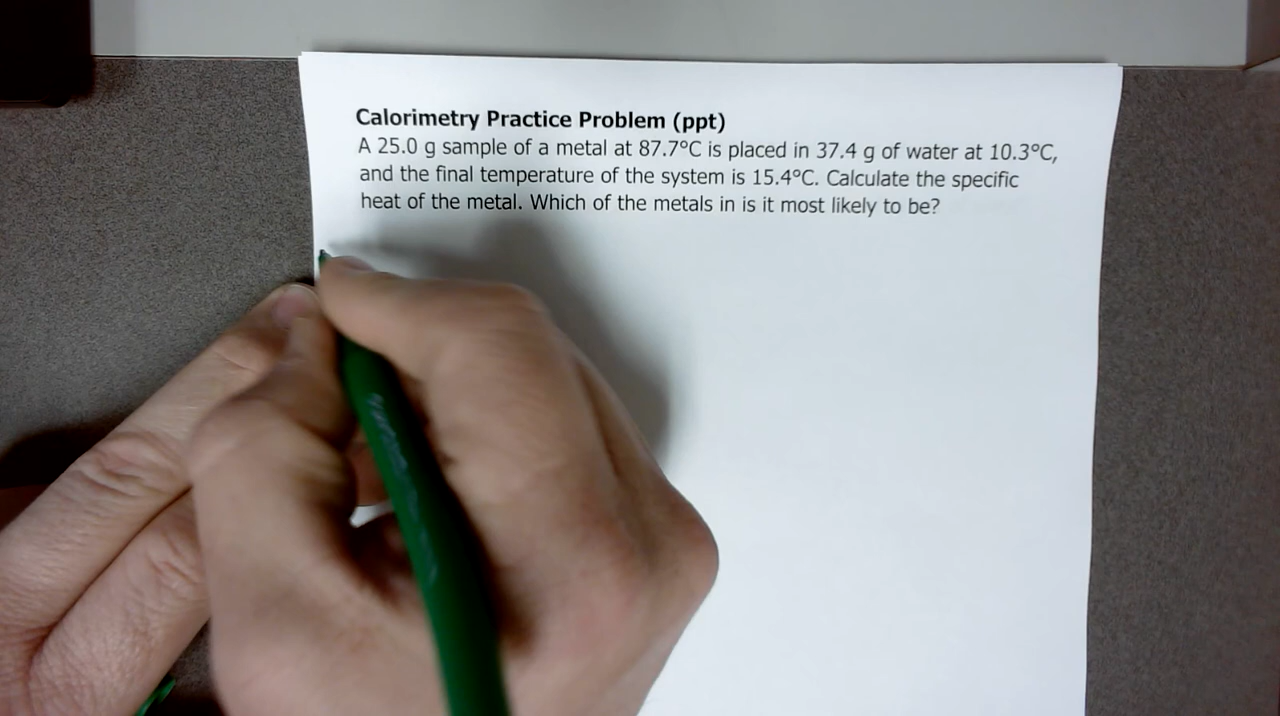 Calorimetry Practice Problem (ppt)
A 25.0 g sample of a metal at 87.7°C is placed in 37.4 g of water at 10.3°C,
and the final temperature of the system is 15.4°C. Calculate the specific
heat of the metal. Which of the metals in is it most likely to be?